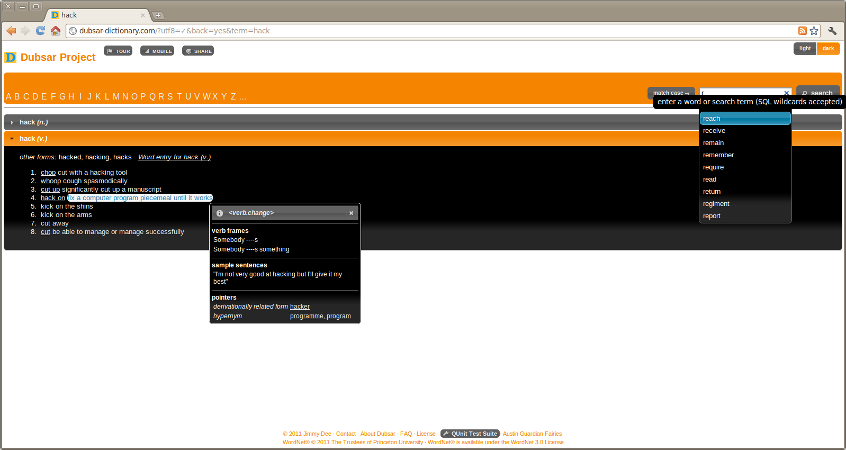 hack
dubsar-dictionary.com/?utf8=✓&back=yes&term=hack
D Dubsar Project TOUR MOBILE SHARE light dark
A B C D E F G H I J K L M N O P Q R S T U V W X Y Z ... match case r search
enter a word or search term (SQL wildcards accepted)
hack (n.)
hack (v.)
reach
receive
remain
remember
require
read
return
regiment
report
other forms: hacked, hacking, hacks Word entry for hack (v.)
1. chop cut with a hacking tool
2. whoop cough spasmodically
3. cut up significantly cut up a manuscript
4. hack on fix a computer program piecemeal until it works
5. kick on the shins
6. kick on the arms
7. cut away
8. cut be able to manage or manage successfully
<verb.change>
verb frames
Somebody ----s
Somebody ----s something
sample sentences
"I'm not very good at hacking but I'll give it my
best"
pointers
derivationally related form hacker
hypernym programme, program
© 2011 Jimmy Dee · Contact · About Dubsar · FAQ · License · QUnit Test Suite · Austin Guardian Fairies
WordNet® © 2011 The Trustees of Princeton University · WordNet® is available under the WordNet 3.0 License